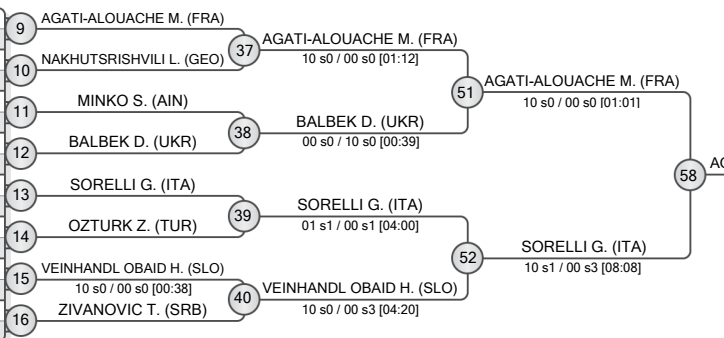 9 AGATI-ALOUACHE M. (FRA)
10 NAKHUTSRISHVILI L. (GEO)
37 AGATI-ALOUACHE M. (FRA)
10 s0 / 00 s0 [01:12]
11 MINKO S. (AIN)
12 BALBEK D. (UKR)
38 BALBEK D. (UKR)
00 s0 / 10 s0 [00:39]
51 AGATI-ALOUACHE M. (FRA)
10 s0 / 00 s0 [01:01]
13 SORELLI G. (ITA)
14 OZTURK Z. (TUR)
39 SORELLI G. (ITA)
01 s1 / 00 s1 [04:00]
15 VEINHANDL OBAID H. (SLO)
10 s0 / 00 s0 [00:38]
16 ZIVANOVIC T. (SRB)
40 VEINHANDL OBAID H. (SLO)
10 s0 / 00 s3 [04:20]
52 SORELLI G. (ITA)
10 s1 / 00 s3 [08:08]
58